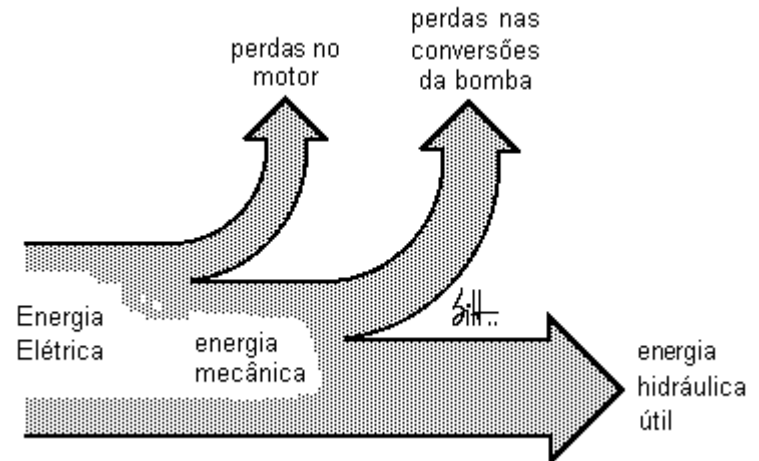 perdas no
motor
perdas nas
conversões
da bomba
Energia
Elétrica
energia
mecânica
energia
hidráulica
útil